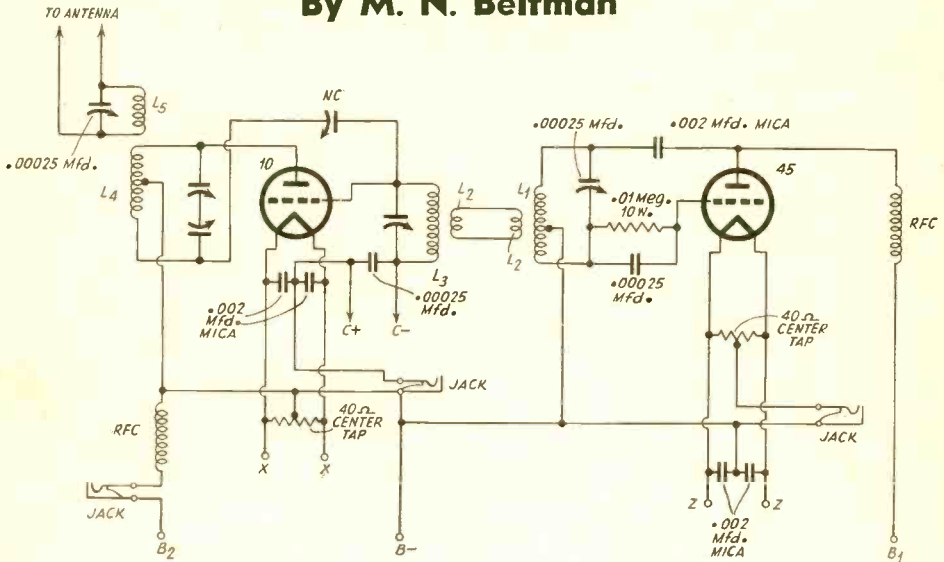 By M. N. Beitman
TO ANTENNA
L5
.00025 Mfd.
L4
10
NC
.002
Mfd.
MICA
C+
C-
L3
.00025
Mfd.
L2
L2
L1
.00025 Mfd.
.002 Mfd. MICA
.01 Meg.
10 W.
.00025
Mfd.
45
RFC
40Ω
CENTER
TAP
JACK
RFC
40Ω
CENTER
TAP
JACK
JACK
X
X
Z
Z
.002
Mfd.
MICA
B2
B-
B1